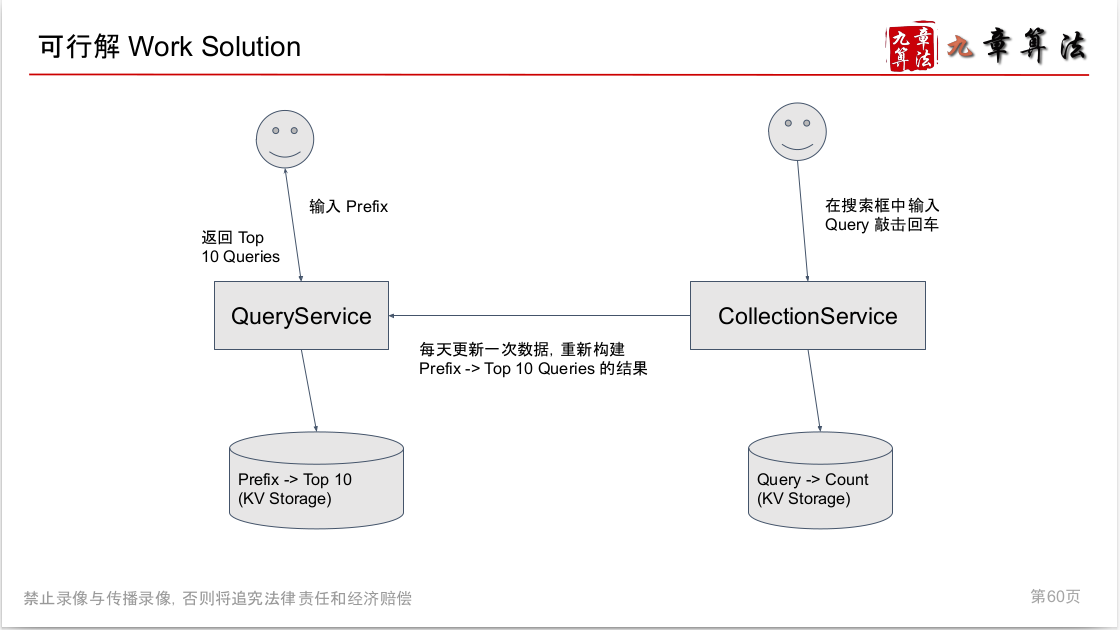 可行解 Work Solution
九章算法
九章算法
输入 Prefix
返回 Top
10 Queries
在搜索框中输入
Query 敲击回车
QueryService
CollectionService
每天更新一次数据, 重新构建
Prefix -> Top 10 Queries 的结果
Prefix -> Top 10
(KV Storage)
Query -> Count
(KV Storage)
禁止录像与传播录像, 否则将追究法律责任和经济赔偿
第60页